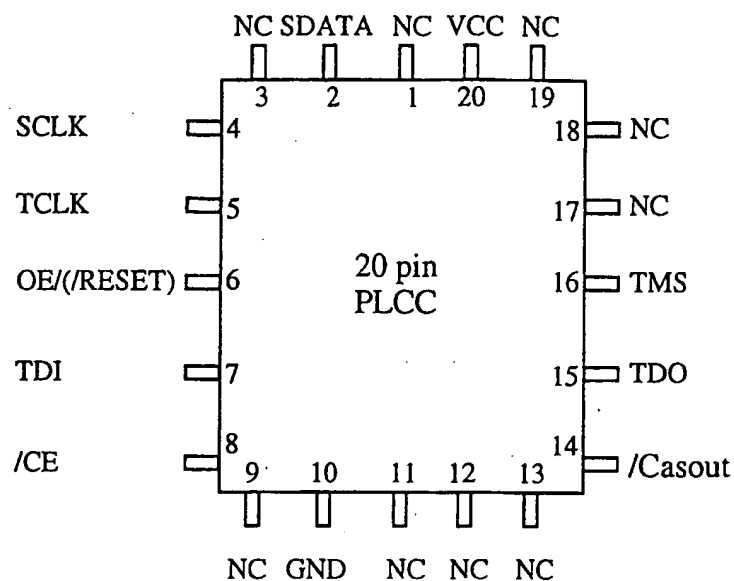 NC SDATA NC VCC NC
3 2 1 20 19
SCLK 4 18 NC
TCLK 5 17 NC
OE/(/RESET) 6 16 TMS
20 pin
PLCC
TDI 7 15 TDO
/CE 8 14 /Casout
9 10 11 12 13
NC GND NC NC NC